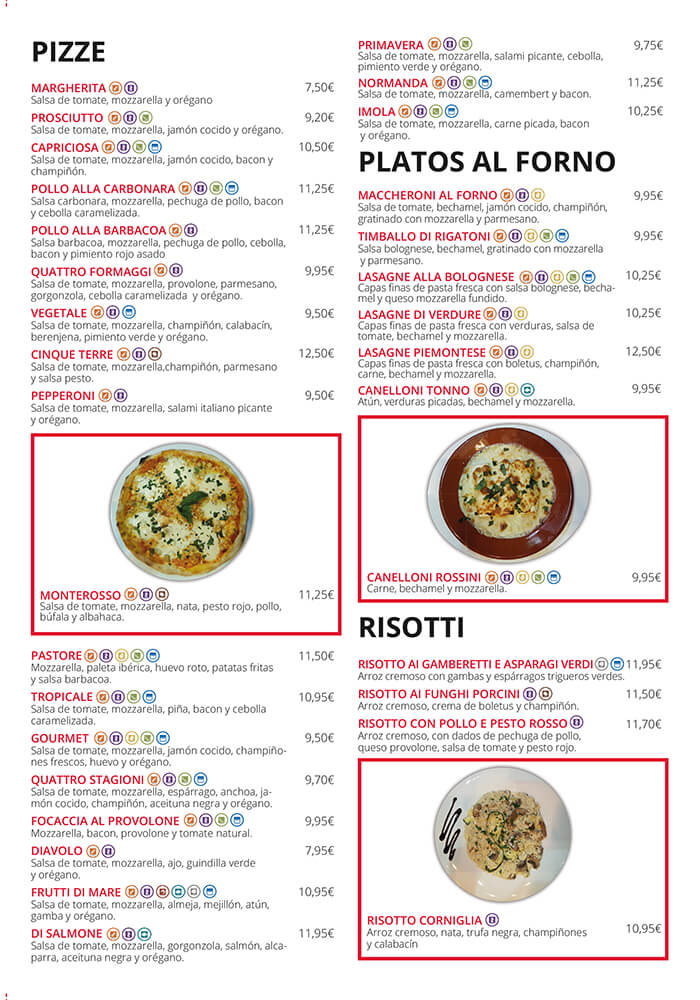 PIZZE
MARGHERITA 7,50€
Salsa de tomate, mozzarella y orégano
PROSCIUTTO 9,20€
Salsa de tomate, mozzarella, jamón cocido y orégano.
CAPRICIOSA 10,50€
Salsa de tomate, mozzarella, jamón cocido, bacon y
champiñón.
POLLO ALLA CARBONARA 11,25€
Salsa carbonara, mozzarella, pechuga de pollo, bacon
y cebolla caramelizada.
POLLO ALLA BARBACOA 11,25€
Salsa barbacoa, mozzarella, pechuga de pollo, cebolla,
bacon y pimiento rojo asado
QUATTRO FORMAGGI 9,95€
Salsa de tomate, mozzarella, provolone, parmesano,
gorgonzola, cebolla caramelizada y orégano.
VEGETALE 9,50€
Salsa de tomate, mozzarella, champiñón, calabacín,
berenjena, pimiento verde y orégano.
CINQUE TERRE 12,50€
Salsa de tomate, mozzarella,champiñón, parmesano
y salsa pesto.
PEPPERONI 9,50€
Salsa de tomate, mozzarella, salami italiano picante
y orégano.
MONTEROSSO 11,25€
Salsa de tomate, mozzarella, nata, pesto rojo, pollo,
búfala y albahaca.
PASTORE 11,50€
Mozzarella, paleta ibérica, huevo roto, patatas fritas
y salsa barbacoa.
TROPICALE 10,95€
Salsa de tomate, mozzarella, piña, bacon y cebolla
caramelizada.
GOURMET 9,50€
Salsa de tomate, mozzarella, jamón cocido, champiño-
nes frescos, huevo y orégano.
QUATTRO STAGIONI 9,70€
Salsa de tomate, mozzarella, espárrago, anchoa, ja-
món cocido, champiñón, aceituna negra y orégano.
FOCACCIA AL PROVOLONE 9,95€
Mozzarella, bacon, provolone y tomate natural.
DIAVOLO 7,95€
Salsa de tomate, mozzarella, ajo, guindilla verde
y orégano.
FRUTTI DI MARE 10,95€
Salsa de tomate, mozzarella, almeja, mejillón, atún,
gamba y orégano.
DI SALMONE 11,95€
Salsa de tomate, mozzarella, gorgonzola, salmón, alca-
parra, aceituna negra y orégano.
PRIMAVERA 9,75€
Salsa de tomate, mozzarella, salami picante, cebolla,
pimiento verde y orégano.
NORMANDA 11,25€
Salsa de tomate, mozzarella, camembert y bacon.
IMOLA 10,25€
Salsa de tomate, mozzarella, carne picada, bacon
y orégano.
PLATOS AL FORNO
MACCHERONI AL FORNO 9,95€
Salsa de tomate, bechamel, jamón cocido, champiñón,
gratinado con mozzarella y parmesano.
TIMBALLO DI RIGATONI 9,95€
Salsa bolognese, bechamel, gratinado con mozzarella
y parmesano.
LASAGNE ALLA BOLOGNESE 10,25€
Capas finas de pasta fresca con salsa bolognese, becha-
mel y queso mozzarella fundido.
LASAGNE DI VERDURE 10,25€
Capas finas de pasta fresca con verduras, salsa de
tomate, bechamel y mozzarella.
LASAGNE PIEMONTESE 12,50€
Capas finas de pasta fresca con boletus, champiñón,
carne, bechamel y mozzarella.
CANELLONI TONNO 9,95€
Atún, verduras picadas, bechamel y mozzarella.
CANELLONI ROSSINI 9,95€
Carne, bechamel y mozzarella.
RISOTTI
RISOTTO AI GAMBERETTI E ASPARAGI VERDI 11,95€
Arroz cremoso con gambas y espárragos trigueros verdes.
RISOTTO AI FUNGHI PORCINI 11,50€
Arroz cremoso, crema de boletus y champiñón.
RISOTTO CON POLLO E PESTO ROSSO 11,70€
Arroz cremoso, con dados de pechuga de pollo,
queso provolone, salsa de tomate y pesto rojo.
RISOTTO CORNIGLIA 10,95€
Arroz cremoso, nata, trufa negra, champiñones
y calabacín